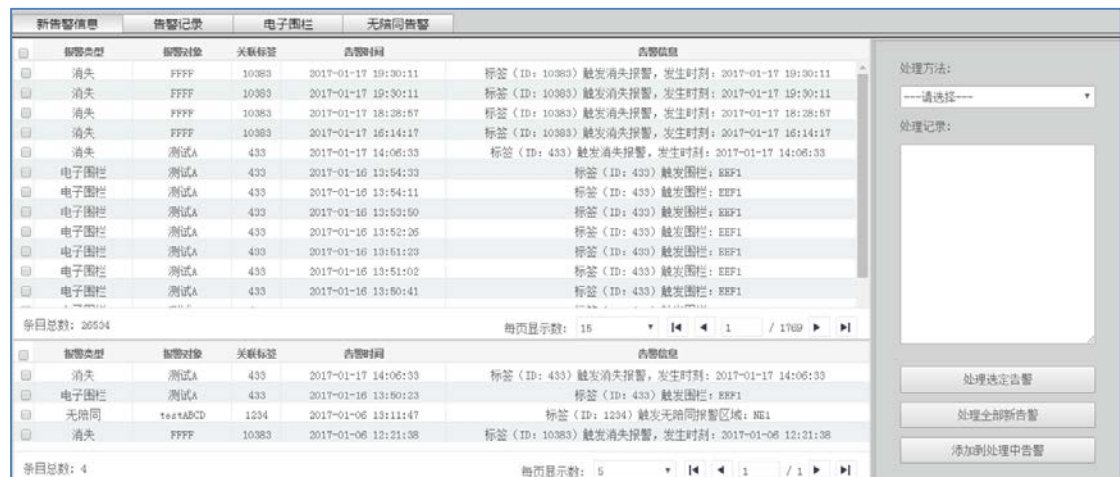 新告警信息 告警记录 电子围栏 无陪同告警
报警类型 报警对象 关联标签 告警时间 告警信息
消失 FFFF 10383 2017-01-17 19:30:11 标签（ID：10383）触发消失报警，发生时刻：2017-01-17 19:30:11
消失 FFFF 10383 2017-01-17 19:30:11 标签（ID：10383）触发消失报警，发生时刻：2017-01-17 19:30:11
消失 FFFF 10383 2017-01-17 18:28:57 标签（ID：10383）触发消失报警，发生时刻：2017-01-17 18:28:57
消失 FFFF 10383 2017-01-17 16:14:17 标签（ID：10383）触发消失报警，发生时刻：2017-01-17 16:14:17
消失 测试A 433 2017-01-17 14:06:33 标签（ID：433）触发消失报警，发生时刻：2017-01-17 14:06:33
电子围栏 测试A 433 2017-01-16 13:54:33 标签（ID：433）触发围栏：EEF1
电子围栏 测试A 433 2017-01-16 13:54:11 标签（ID：433）触发围栏：EEF1
电子围栏 测试A 433 2017-01-16 13:53:50 标签（ID：433）触发围栏：EEF1
电子围栏 测试A 433 2017-01-16 13:52:26 标签（ID：433）触发围栏：EEF1
电子围栏 测试A 433 2017-01-16 13:51:23 标签（ID：433）触发围栏：EEF1
电子围栏 测试A 433 2017-01-16 13:51:02 标签（ID：433）触发围栏：EEF1
电子围栏 测试A 433 2017-01-16 13:50:41 标签（ID：433）触发围栏：EEF1
条目总数：26534 每页显示数：15 1 / 1769
报警类型 报警对象 关联标签 告警时间 告警信息
消失 测试A 433 2017-01-17 14:06:33 标签（ID：433）触发消失报警，发生时刻：2017-01-17 14:06:33
电子围栏 测试A 433 2017-01-16 13:50:23 标签（ID：433）触发围栏：EEF1
无陪同 testABCD 1234 2017-01-06 13:11:47 标签（ID：1234）触发无陪同报警区域：NE1
消失 FFFF 10383 2017-01-06 12:21:38 标签（ID：10383）触发消失报警，发生时刻：2017-01-06 12:21:38
条目总数：4 每页显示数：5 1 / 1
处理方法：
---请选择---
处理记录：
处理选定告警
处理全部新告警
添加到处理中告警